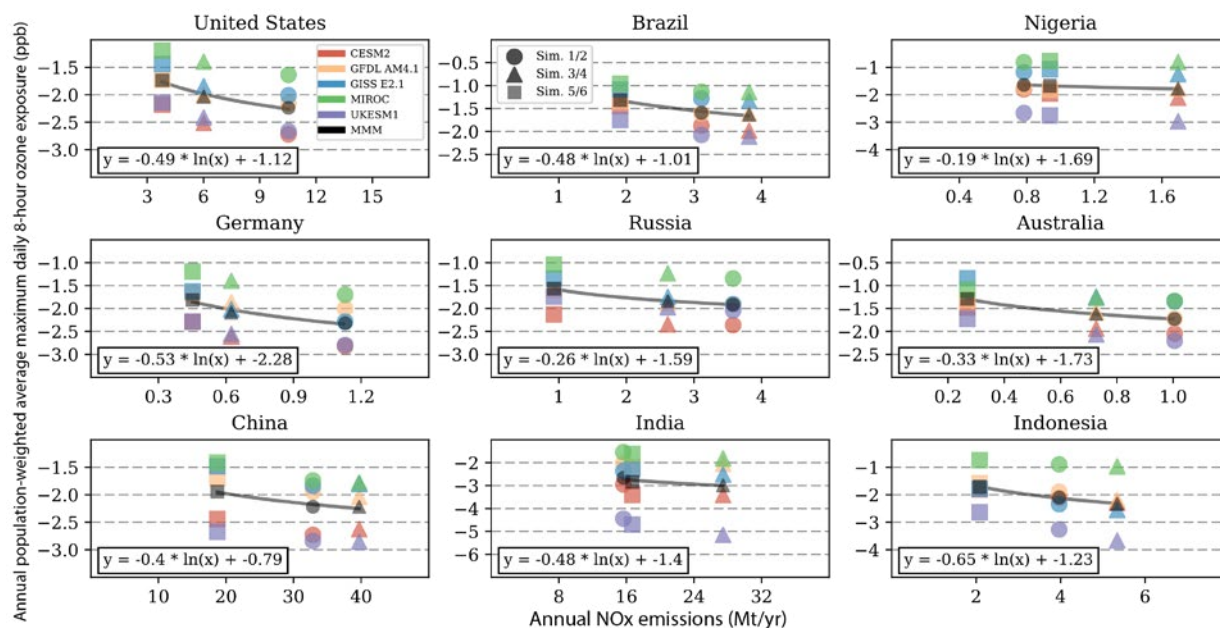 Annual population-weighted average maximum daily 8-hour ozone exposure (ppb)
United States
−1.5
−2.0
−2.5
−3.0
CESM2
GFDL AM4.1
GISS E2.1
MIROC
UKESM1
MMM
y = -0.49 * ln(x) + -1.12
3 6 9 12 15
Brazil
−0.5
−1.0
−1.5
−2.0
−2.5
Sim. 1/2
Sim. 3/4
Sim. 5/6
y = -0.48 * ln(x) + -1.01
1 2 3 4
Nigeria
−1
−2
−3
−4
y = -0.19 * ln(x) + -1.69
0.4 0.8 1.2 1.6
Germany
−1.0
−1.5
−2.0
−2.5
−3.0
y = -0.53 * ln(x) + -2.28
0.3 0.6 0.9 1.2
Russia
−1.0
−1.5
−2.0
−2.5
−3.0
y = -0.26 * ln(x) + -1.59
1 2 3 4
Australia
−0.5
−1.0
−1.5
−2.0
−2.5
y = -0.33 * ln(x) + -1.73
0.2 0.4 0.6 0.8 1.0
China
−1.5
−2.0
−2.5
−3.0
y = -0.4 * ln(x) + -0.79
10 20 30 40
India
−2
−3
−4
−5
−6
y = -0.48 * ln(x) + -1.4
8 16 24 32
Indonesia
−1
−2
−3
−4
y = -0.65 * ln(x) + -1.23
2 4 6
Annual NOx emissions (Mt/yr)